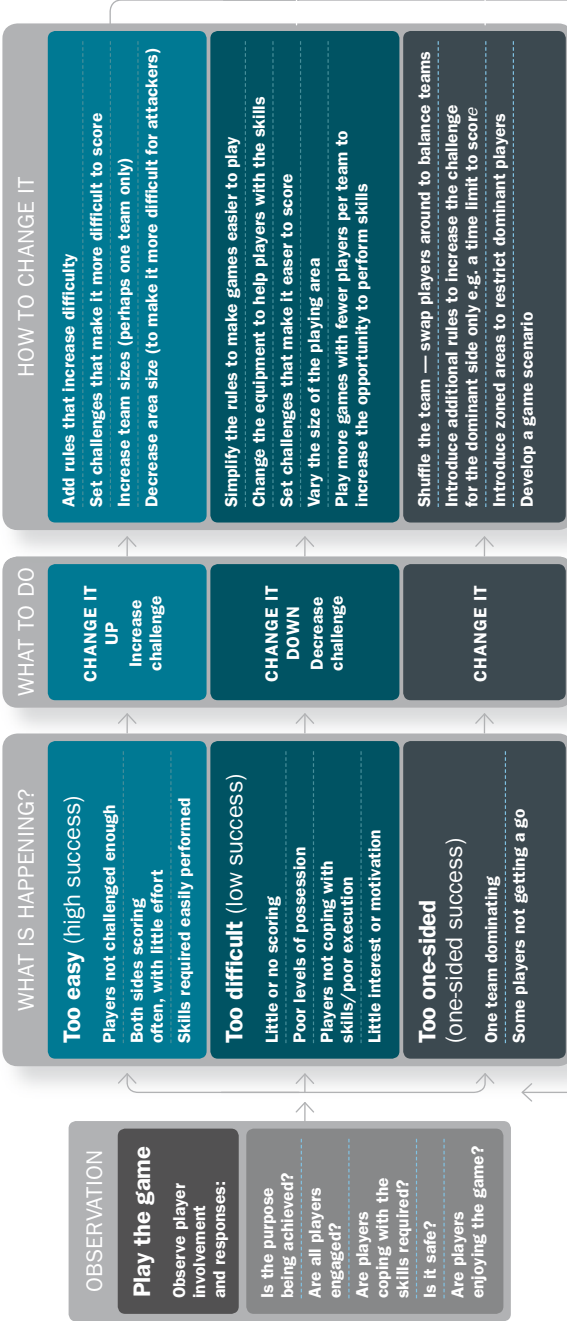 OBSERVATION
Play the game
Observe player
involvement
and responses:
Is the purpose
being achieved?
Are all players
engaged?
Are players
coping with the
skills required?
Is it safe?
Are players
enjoying the game?
WHAT IS HAPPENING?
Too easy (high success)
Players not challenged enough
Both sides scoring
often, with little effort
Skills required easily performed
Too difficult (low success)
Little or no scoring
Poor levels of possession
Players not coping with
skills/poor execution
Little interest or motivation
Too one-sided
(one-sided success)
One team dominating
Some players not getting a go
WHAT TO DO
CHANGE IT
UP
Increase
challenge
CHANGE IT
DOWN
Decrease
challenge
CHANGE IT
HOW TO CHANGE IT
Add rules that increase difficulty
Set challenges that make it more difficult to score
Increase team sizes (perhaps one team only)
Decrease area size (to make it more difficult for attackers)
Simplify the rules to make games easier to play
Change the equipment to help players with the skills
Set challenges that make it easier to score
Vary the size of the playing area
Play more games with fewer players per team to
increase the opportunity to perform skills
Shuffle the team — swap players around to balance teams
Introduce additional rules to increase the challenge
for the dominant side only e.g. a time limit to score
Introduce zoned areas to restrict dominant players
Develop a game scenario